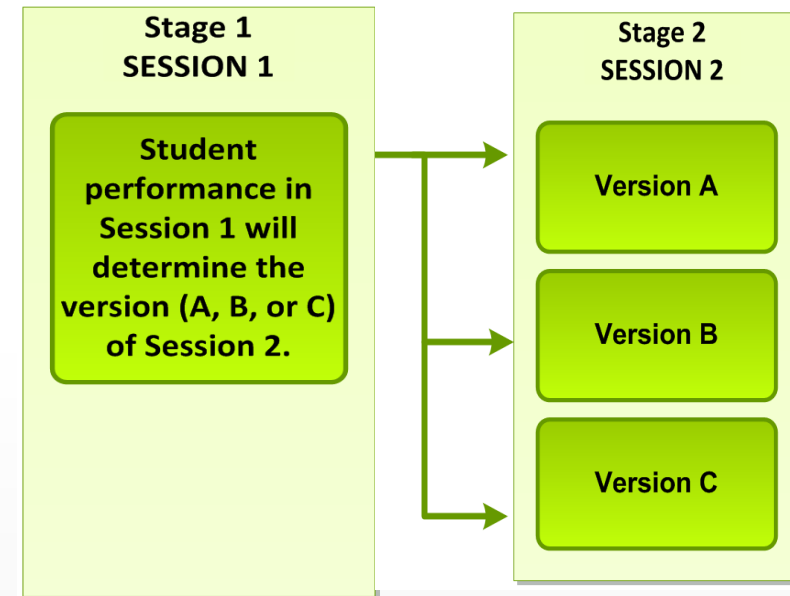 Stage 1
SESSION 1
Student
performance in
Session 1 will
determine the
version (A, B, or C)
of Session 2.
Stage 2
SESSION 2
Version A
Version B
Version C